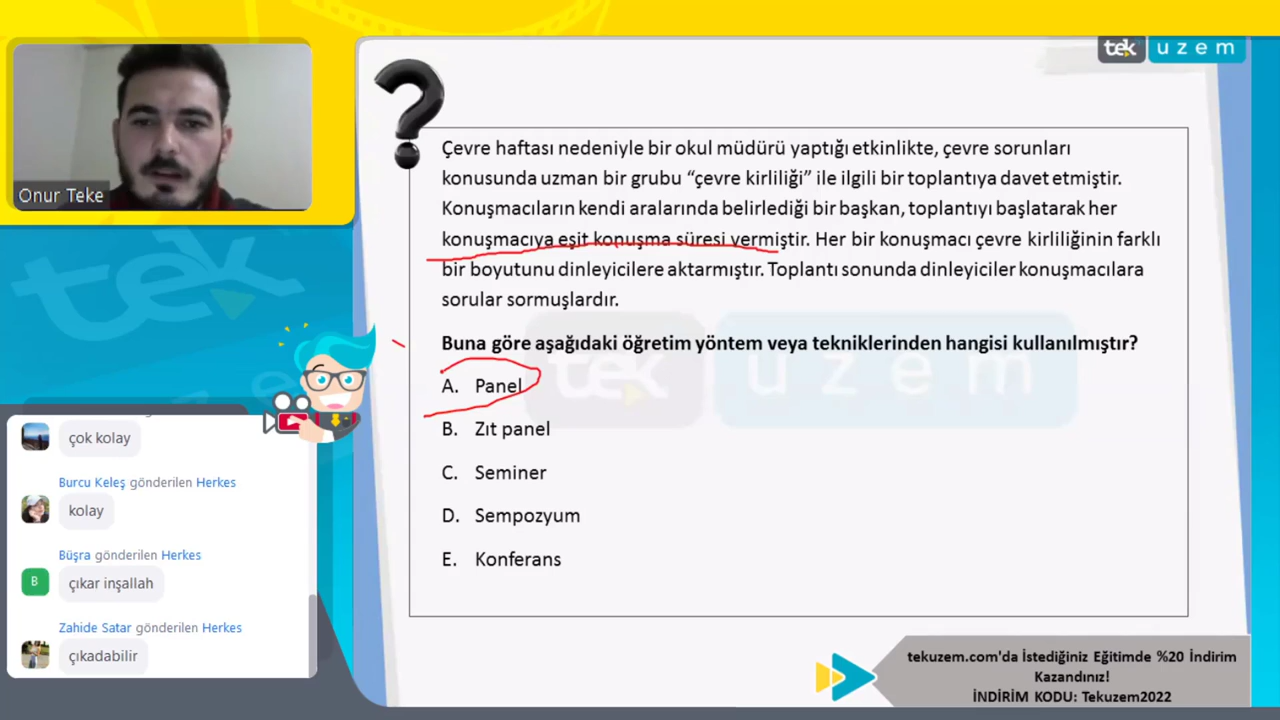 tek uzem
Onur Teke
Çevre haftası nedeniyle bir okul müdürü yaptığı etkinlikte, çevre sorunları
konusunda uzman bir grubu “çevre kirliliği” ile ilgili bir toplantıya davet etmiştir.
Konuşmacıların kendi aralarında belirlediği bir başkan, toplantıyı başlatarak her
konuşmacıya eşit konuşma süresi vermiştir. Her bir konuşmacı çevre kirliliğinin farklı
bir boyutunu dinleyicilere aktarmıştır. Toplantı sonunda dinleyiciler konuşmacılara
sorular sormuşlardır.
Buna göre aşağıdaki öğretim yöntem veya tekniklerinden hangisi kullanılmıştır?
A. Panel
B. Zıt panel
C. Seminer
D. Sempozyum
E. Konferans
tek uzem
tek
çok kolay
Burcu Keleş gönderilen Herkes
kolay
Büşra gönderilen Herkes
B
çıkar inşallah
Zahide Satar gönderilen Herkes
çıkadabilir
tekuzem.com'da İstediğiniz Eğitimde %20 İndirim
Kazandınız!
İNDİRİM KODU: Tekuzem2022